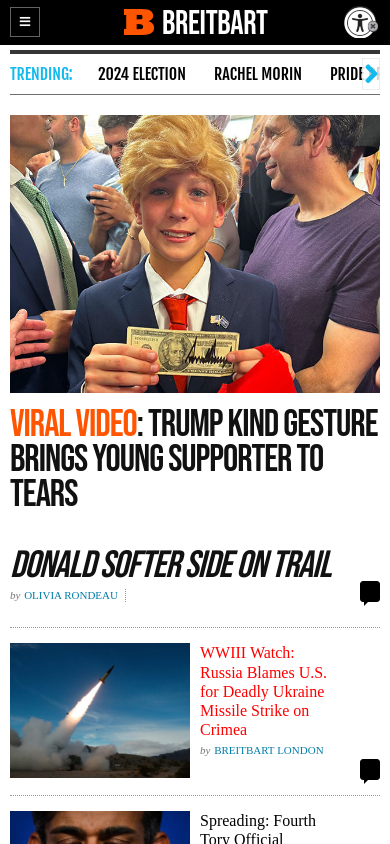 BREITBART
TRENDING:
2024 ELECTION
RACHEL MORIN
PRIDE
VIRAL VIDEO: TRUMP KIND GESTURE
BRINGS YOUNG SUPPORTER TO
TEARS
DONALD SOFTER SIDE ON TRAIL
by OLIVIA RONDEAU
WWIII Watch:
Russia Blames U.S.
for Deadly Ukraine
Missile Strike on
Crimea
by BREITBART LONDON
Spreading: Fourth
Tory Official